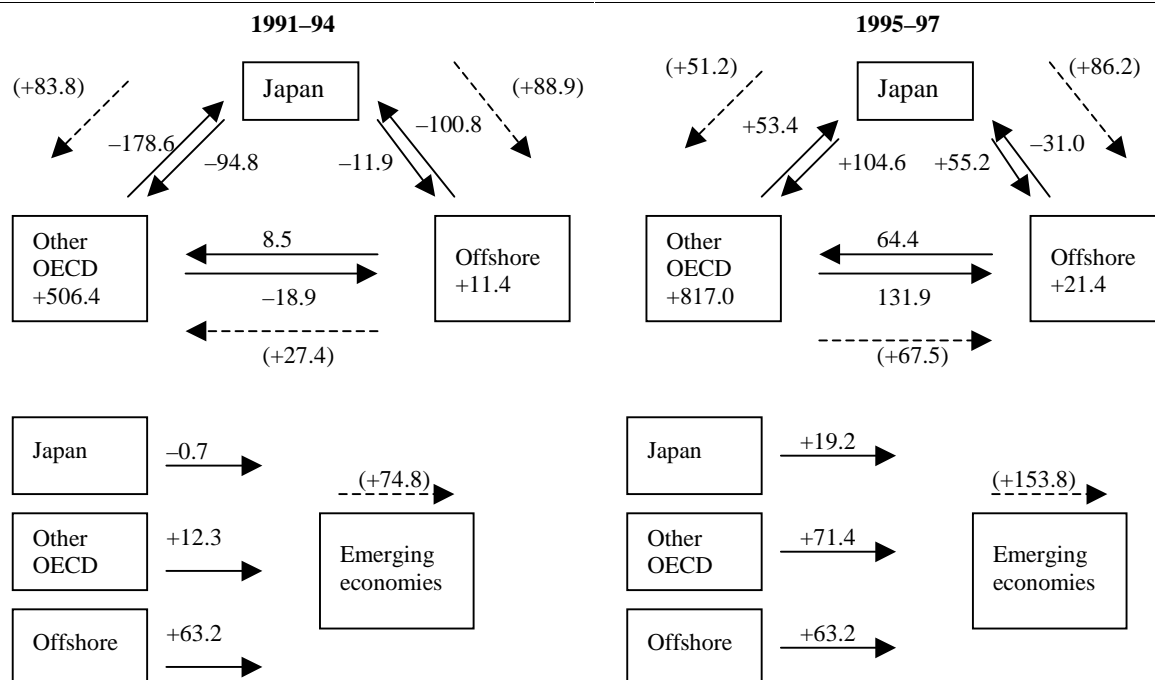 1991–94
Japan
(+83.8)
(+88.9)
–178.6
–94.8
–100.8
–11.9
Other
OECD
+506.4
8.5
–18.9
(+27.4)
Offshore
+11.4
Japan
–0.7
(+74.8)
Other
OECD
+12.3
Emerging
economies
Offshore
+63.2
1995–97
(+51.2)
Japan
(+86.2)
+53.4
+104.6
+55.2
–31.0
Other
OECD
+817.0
64.4
131.9
(+67.5)
Offshore
+21.4
Japan
+19.2
(+153.8)
Other
OECD
+71.4
Emerging
economies
Offshore
+63.2